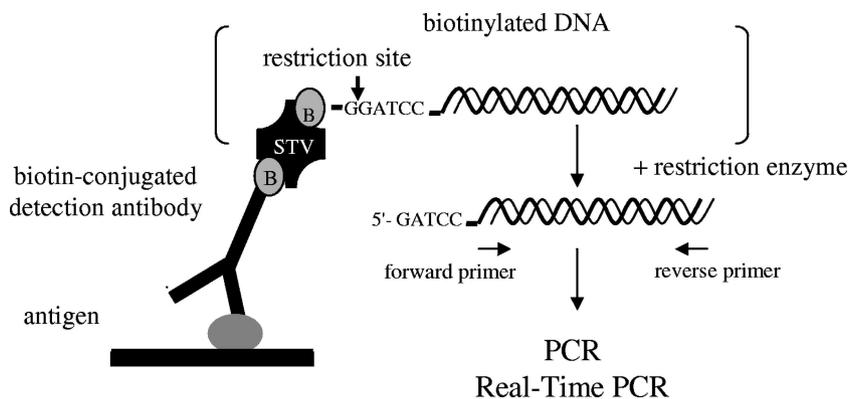 biotinylated DNA
restriction site
B
GGATCC
STV
B
biotin-conjugated
detection antibody
+ restriction enzyme
5'- GATCC
forward primer
reverse primer
antigen
PCR
Real-Time PCR